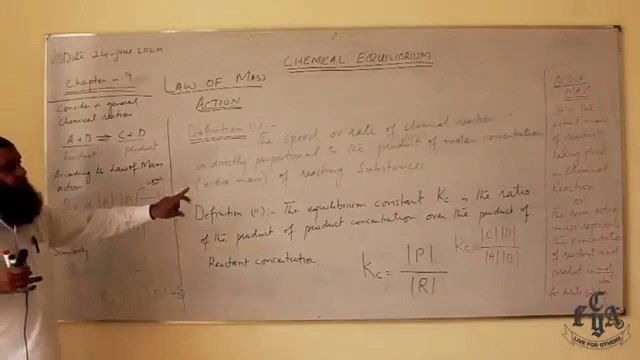 Date 24-June 2020
CHEMICAL EQUILIBRIUM
Chapter - 9
LAW OF MASS
ACTION
Consider a general
chemical reaction
A+B ⇌ C+D
reactant product
According to Law of Mass
action
Definition (i) :- The speed or rate of chemical reaction
is directly proportional to the product of molar concentration
(active mass) of reacting Substances
Definition (ii) :- The equilibrium constant Kc is the ratio
of the product of product concentration over the product of
Reactant concentration
Kc = |P| / |R|
Kc = |C||D| / |A||B|
ACTIVE
MASS
It is the
actual mass
of reactant
taking place
in chemical
Reaction
OR
The term active
mass represents
the concentration
of reactant and
product in mol
dm³
for dilute
LIVE FOR OTHERS